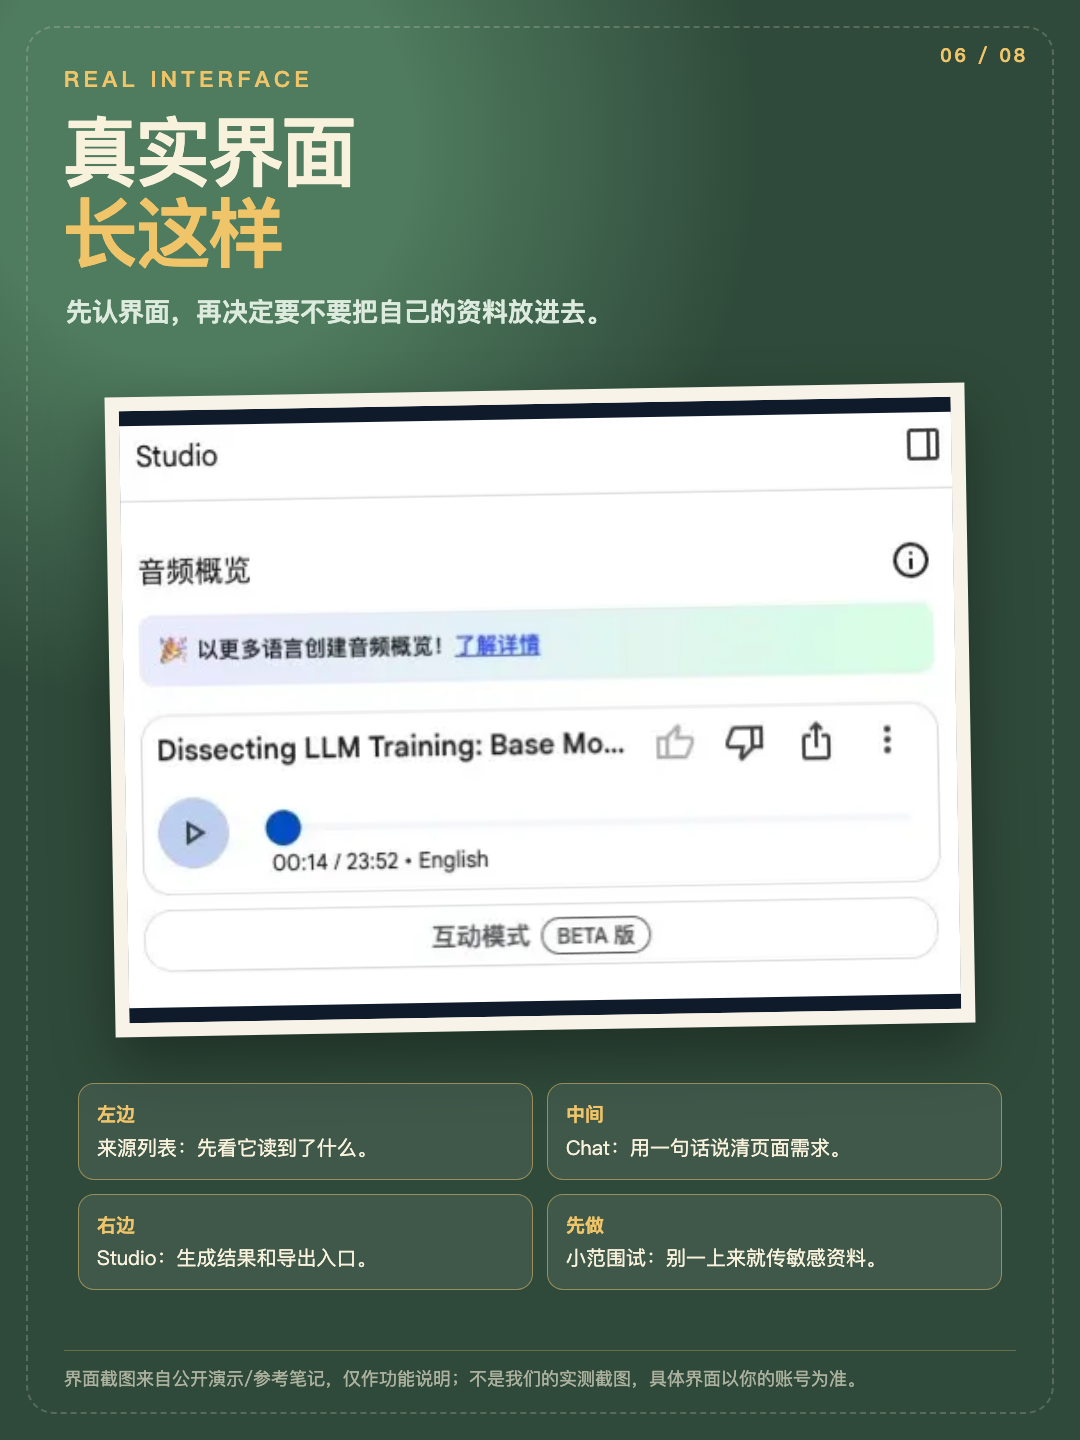 06 / 08
REAL INTERFACE
真实界面
长这样
先认界面，再决定要不要把自己的资料放进去。
Studio
音频概览
以更多语言创建音频概览！了解详情
Dissecting LLM Training: Base Mo...
00:14 / 23:52 • English
互动模式 BETA 版
左边
来源列表：先看它读到了什么。
中间
Chat：用一句话说清页面需求。
右边
Studio：生成结果和导出入口。
先做
小范围试：别一上来就传敏感资料。
界面截图来自公开演示/参考笔记，仅作功能说明；不是我们的实测截图，具体界面以你的账号为准。